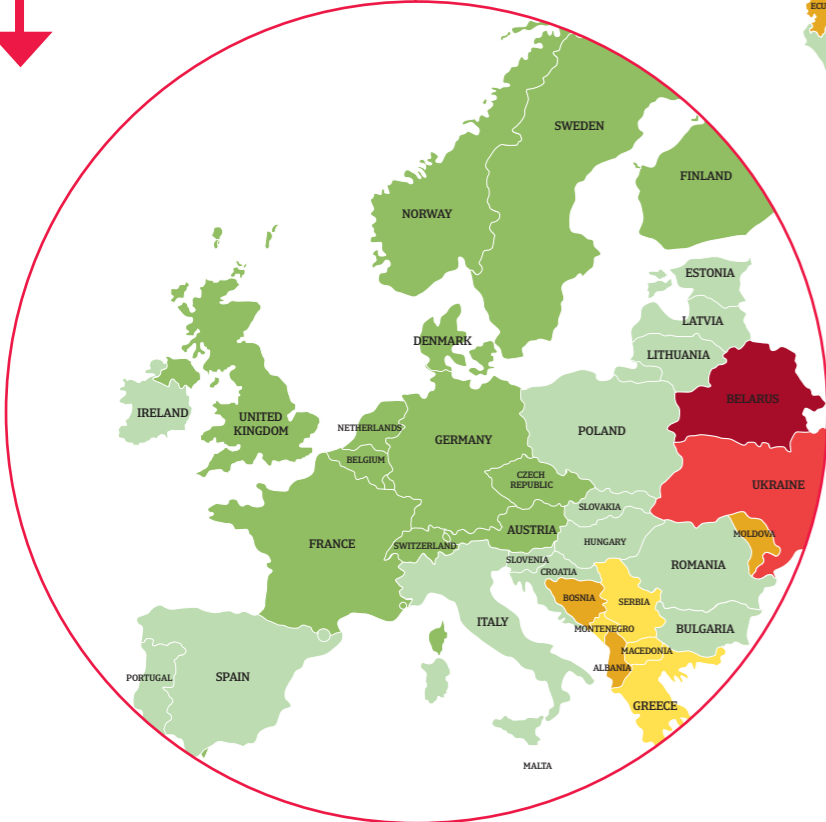 ECU
SWEDEN
FINLAND
NORWAY
ESTONIA
LATVIA
DENMARK
LITHUANIA
BELARUS
IRELAND
UNITED
KINGDOM
NETHERLANDS
GERMANY
POLAND
BELGIUM
CZECH
REPUBLIC
UKRAINE
SLOVAKIA
AUSTRIA
MOLDOVA
FRANCE
SWITZERLAND
HUNGARY
SLOVENIA
ROMANIA
CROATIA
BOSNIA
SERBIA
ITALY
MONTENEGRO
BULGARIA
MACEDONIA
ALBANIA
PORTUGAL
SPAIN
GREECE
MALTA